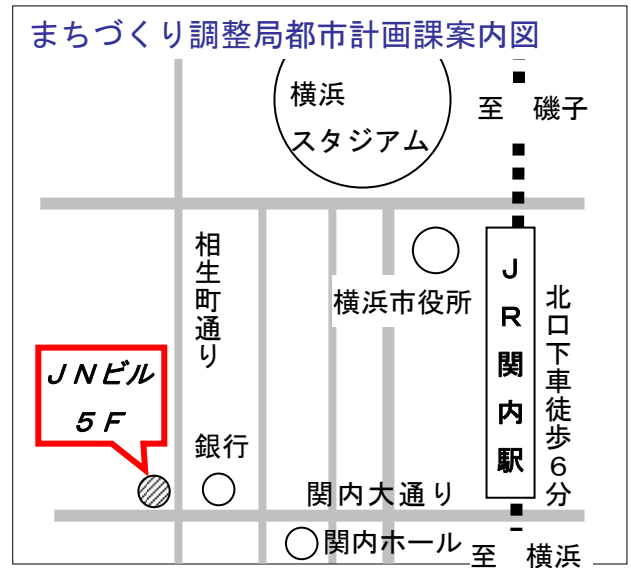 まちづくり調整局都市計画課案内図
横浜
スタジアム
至 磯子
相生町通り
横浜市役所
ＪＲ関内駅
北口下車徒歩６分
ＪＮビル
５Ｆ
銀行
関内大通り
関内ホール
至 横浜